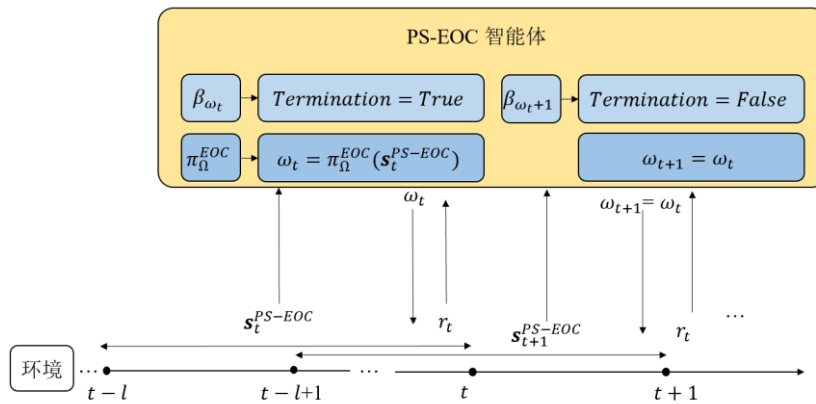 PS-EOC 智能体
β_{ω_t} Termination = True β_{ω_{t+1}} Termination = False
π_Ω^{EOC} ω_t = π_Ω^{EOC}(s_t^{PS−EOC}) ω_{t+1} = ω_t
ω_t ω_{t+1} = ω_t
s_t^{PS−EOC} r_t s_{t+1}^{PS−EOC} r_t ⋯
环境 ⋯ ⋯
t − l t − l+1 t t + 1